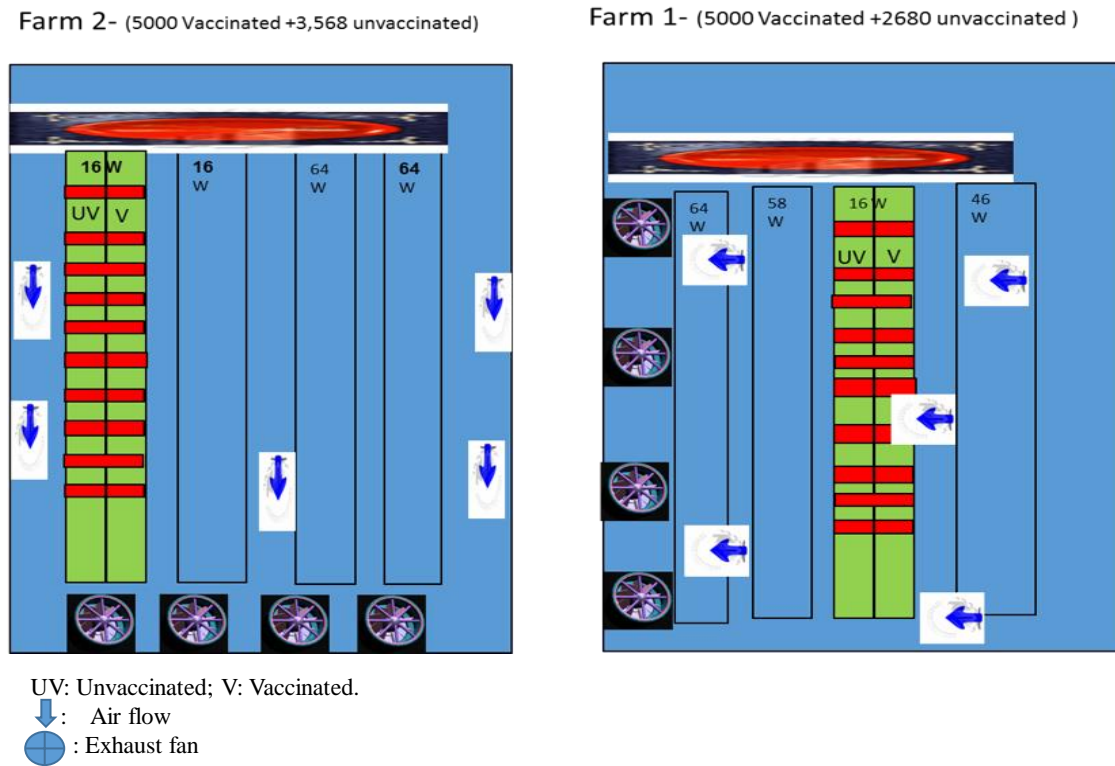 Farm 2- (5000 Vaccinated +3,568 unvaccinated)
16 W
16
W
64
W
64
W
UV V
Farm 1- (5000 Vaccinated +2680 unvaccinated )
64
W
58
W
16 W
46
W
UV V
UV: Unvaccinated; V: Vaccinated.
: Air flow
: Exhaust fan